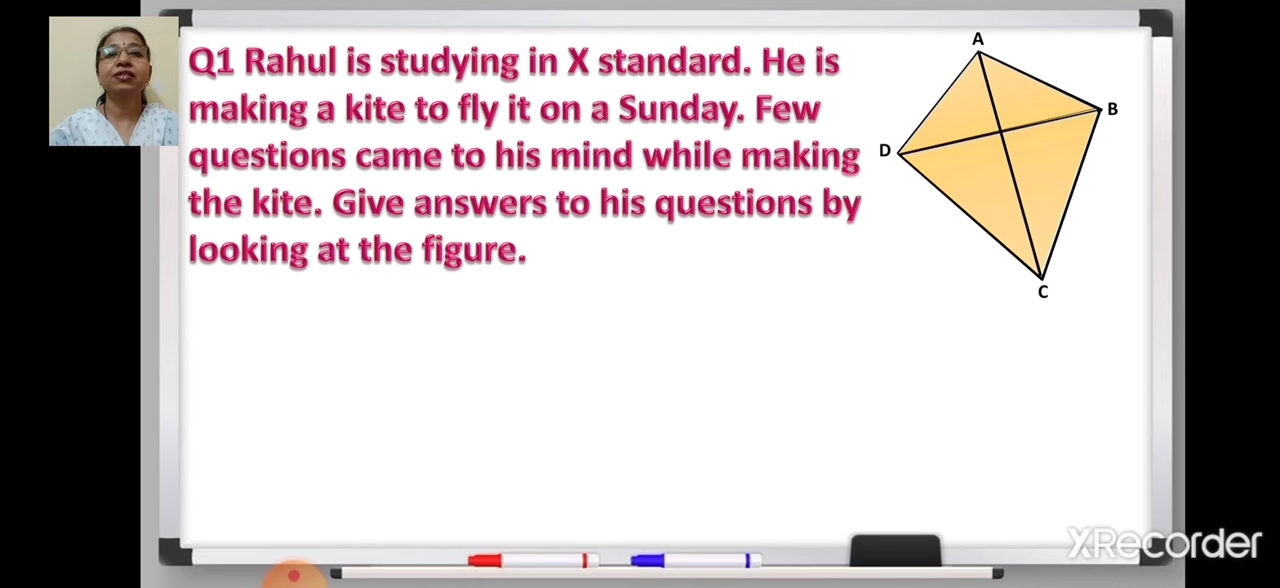 Q1 Rahul is studying in X standard. He is
making a kite to fly it on a Sunday. Few
questions came to his mind while making
the kite. Give answers to his questions by
looking at the figure.
A
B
D
C
XRecorder